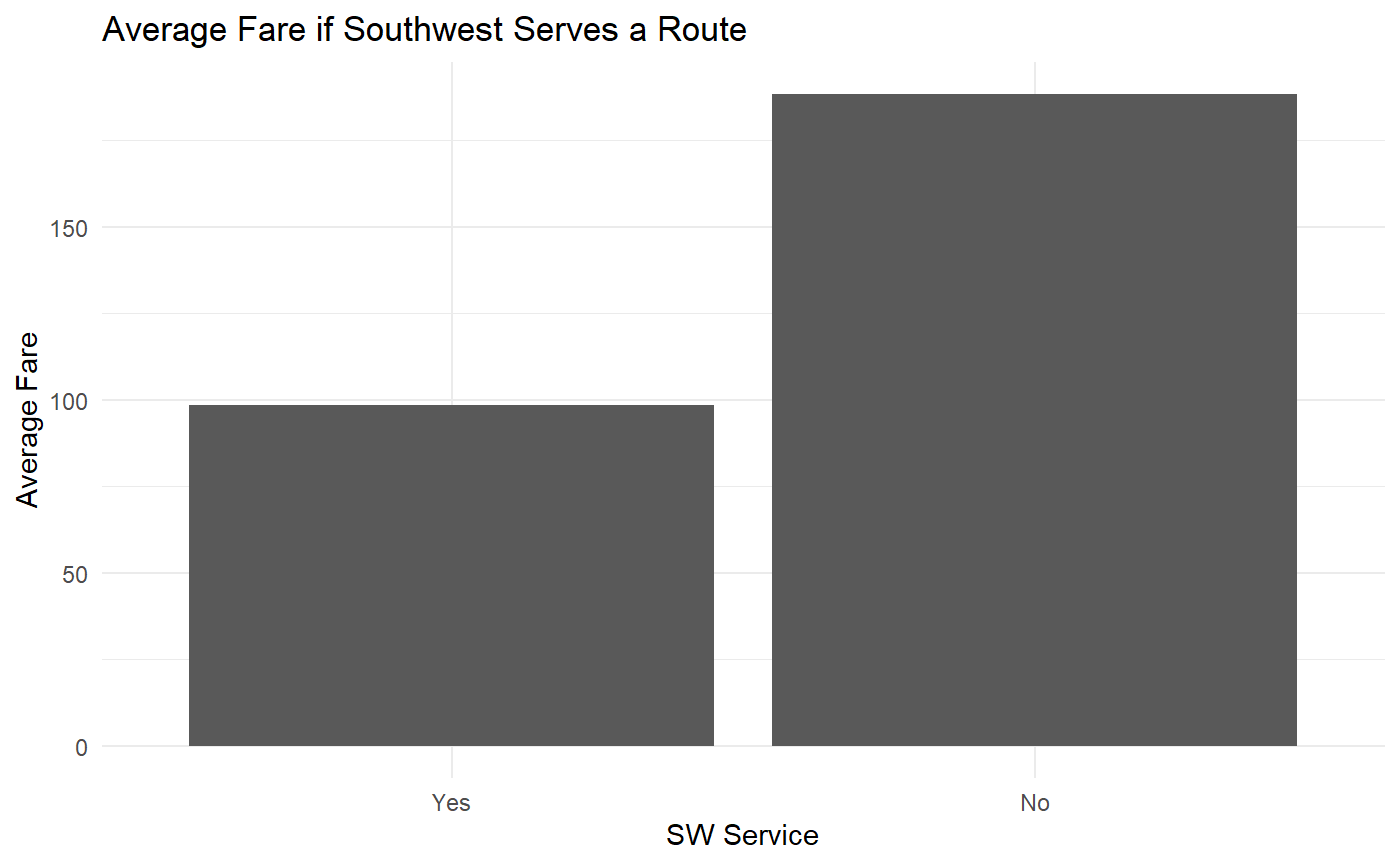 Average Fare if Southwest Serves a Route
Average Fare
150
100
50
0
Yes
No
SW Service